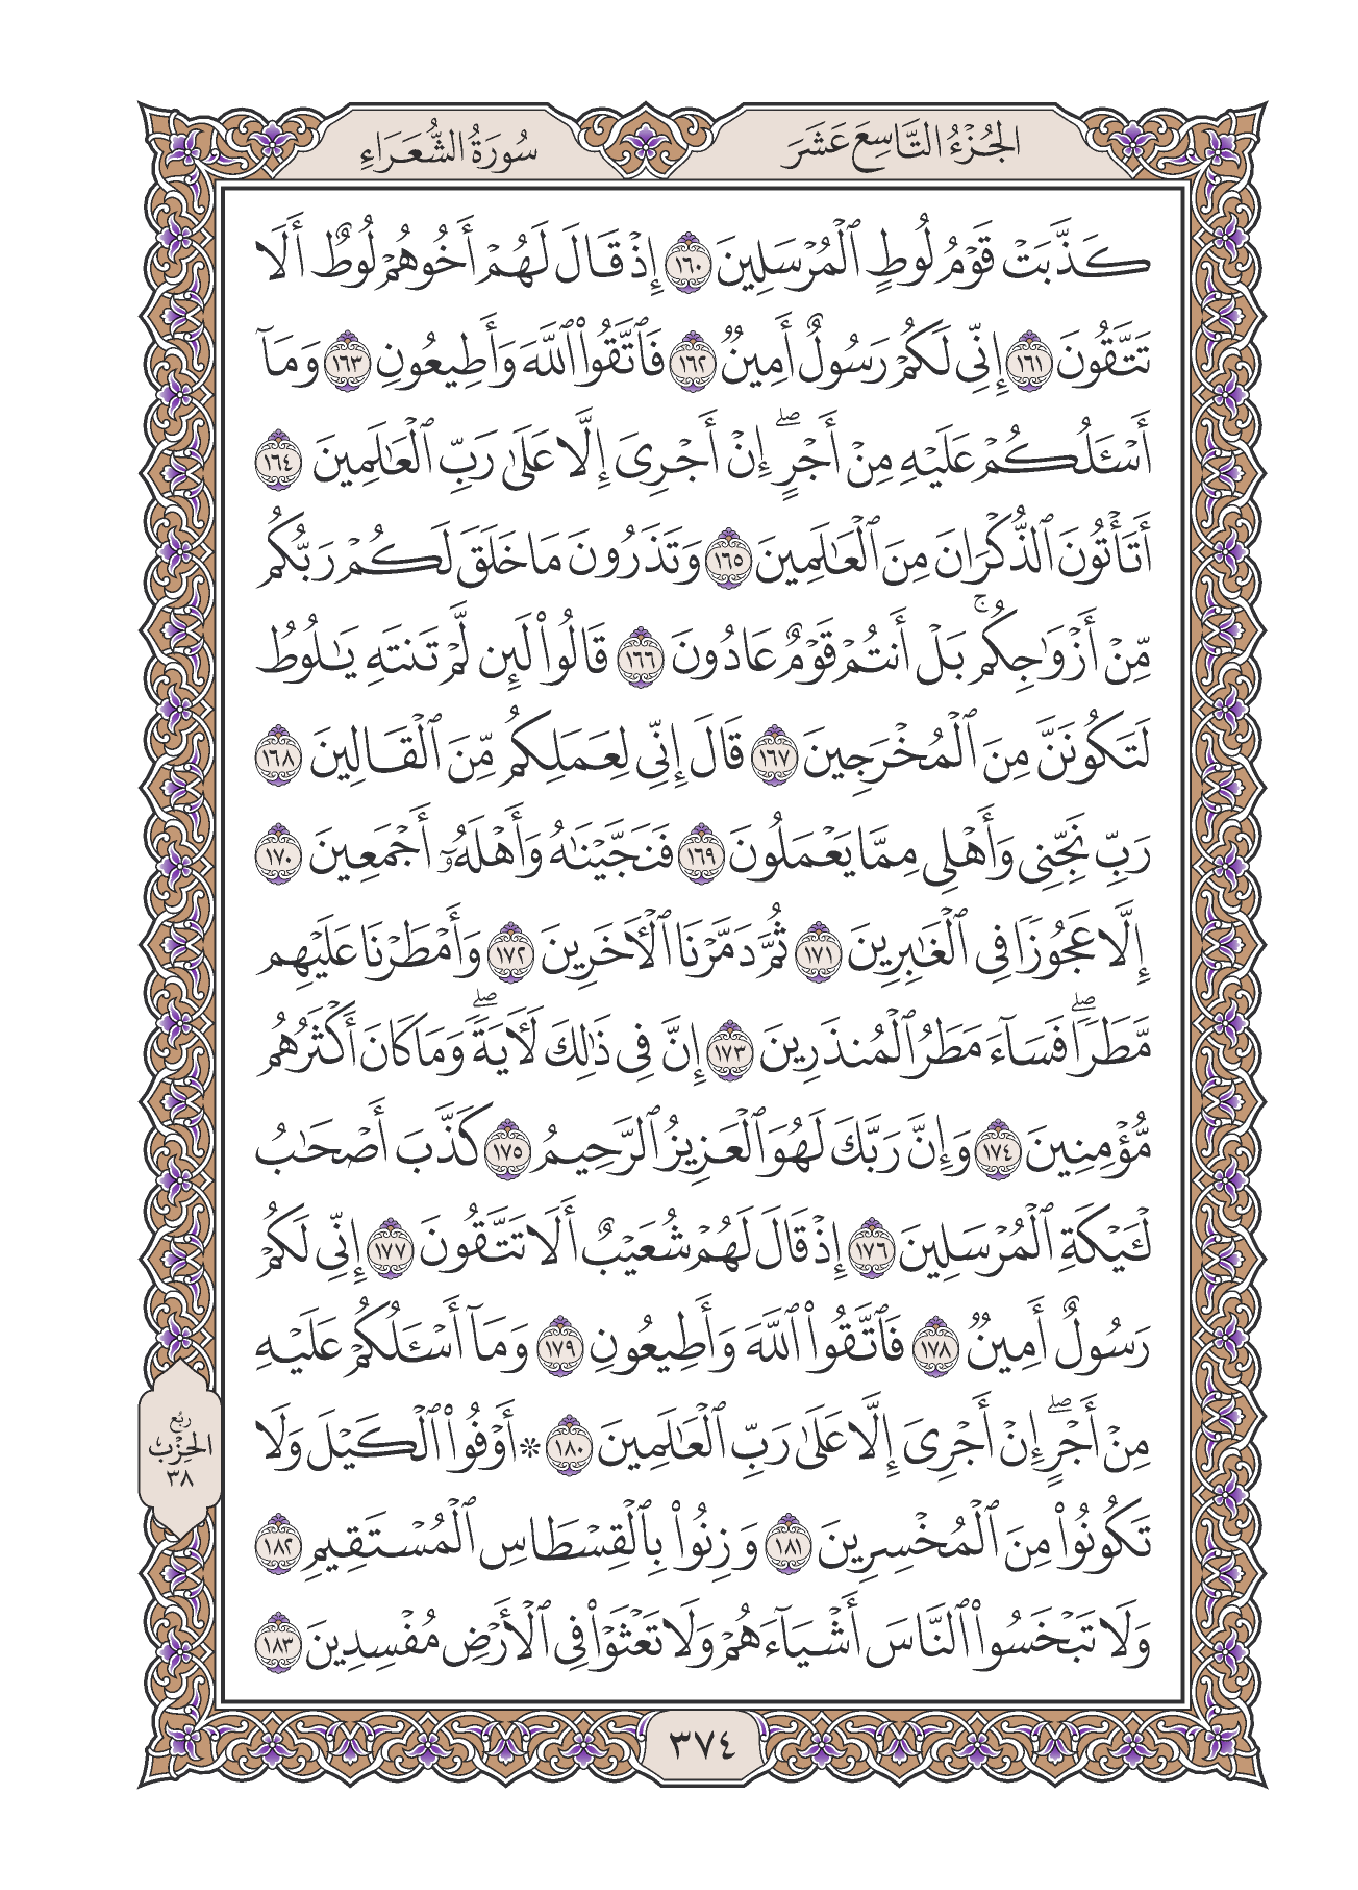 الجُزْءُ التَّاسِعَ عَشَرَ
سُورَةُ الشُّعَرَاءِ
كَذَّبَتۡ قَوۡمُ لُوطٍ ٱلۡمُرۡسَلِينَ ١٦٠ إِذۡ قَالَ لَهُمۡ أَخُوهُمۡ لُوطٌ أَلَا
تَتَّقُونَ ١٦١ إِنِّي لَكُمۡ رَسُولٌ أَمِينٞ ١٦٢ فَٱتَّقُواْ ٱللَّهَ وَأَطِيعُونِ ١٦٣ وَمَآ
أَسۡـَٔلُكُمۡ عَلَيۡهِ مِنۡ أَجۡرٍۖ إِنۡ أَجۡرِيَ إِلَّا عَلَىٰ رَبِّ ٱلۡعَٰلَمِينَ ١٦٤
أَتَأۡتُونَ ٱلذُّكۡرَانَ مِنَ ٱلۡعَٰلَمِينَ ١٦٥ وَتَذَرُونَ مَا خَلَقَ لَكُمۡ رَبُّكُم
مِّنۡ أَزۡوَٰجِكُمۚ بَلۡ أَنتُمۡ قَوۡمٌ عَادُونَ ١٦٦ قَالُواْ لَئِن لَّمۡ تَنتَهِ يَٰلُوطُ
لَتَكُونَنَّ مِنَ ٱلۡمُخۡرَجِينَ ١٦٧ قَالَ إِنِّي لِعَمَلِكُم مِّنَ ٱلۡقَالِينَ ١٦٨
رَبِّ نَجِّنِي وَأَهۡلِي مِمَّا يَعۡمَلُونَ ١٦٩ فَنَجَّيۡنَٰهُ وَأَهۡلَهُۥٓ أَجۡمَعِينَ ١٧٠
إِلَّا عَجُوزٗا فِي ٱلۡغَٰبِرِينَ ١٧١ ثُمَّ دَمَّرۡنَا ٱلۡأٓخَرِينَ ١٧٢ وَأَمۡطَرۡنَا عَلَيۡهِم
مَّطَرٗاۖ فَسَآءَ مَطَرُ ٱلۡمُنذَرِينَ ١٧٣ إِنَّ فِي ذَٰلِكَ لَأٓيَةٗۖ وَمَا كَانَ أَكۡثَرُهُم
مُّؤۡمِنِينَ ١٧٤ وَإِنَّ رَبَّكَ لَهُوَ ٱلۡعَزِيزُ ٱلرَّحِيمُ ١٧٥ كَذَّبَ أَصۡحَٰبُ
لۡـَٔيۡكَةِ ٱلۡمُرۡسَلِينَ ١٧٦ إِذۡ قَالَ لَهُمۡ شُعَيۡبٌ أَلَا تَتَّقُونَ ١٧٧ إِنِّي لَكُمۡ
رَسُولٌ أَمِينٞ ١٧٨ فَٱتَّقُواْ ٱللَّهَ وَأَطِيعُونِ ١٧٩ وَمَآ أَسۡـَٔلُكُمۡ عَلَيۡهِ
مِنۡ أَجۡرٍۖ إِنۡ أَجۡرِيَ إِلَّا عَلَىٰ رَبِّ ٱلۡعَٰلَمِينَ ١٨٠ ۞ أَوۡفُواْ ٱلۡكَيۡلَ وَلَا
تَكُونُواْ مِنَ ٱلۡمُخۡسِرِينَ ١٨١ وَزِنُواْ بِٱلۡقِسۡطَاسِ ٱلۡمُسۡتَقِيمِ ١٨٢
وَلَا تَبۡخَسُواْ ٱلنَّاسَ أَشۡيَآءَهُمۡ وَلَا تَعۡثَوۡاْ فِي ٱلۡأَرۡضِ مُفۡسِدِينَ ١٨٣
ربُع
الحِزْب
٣٨
٣٧٤